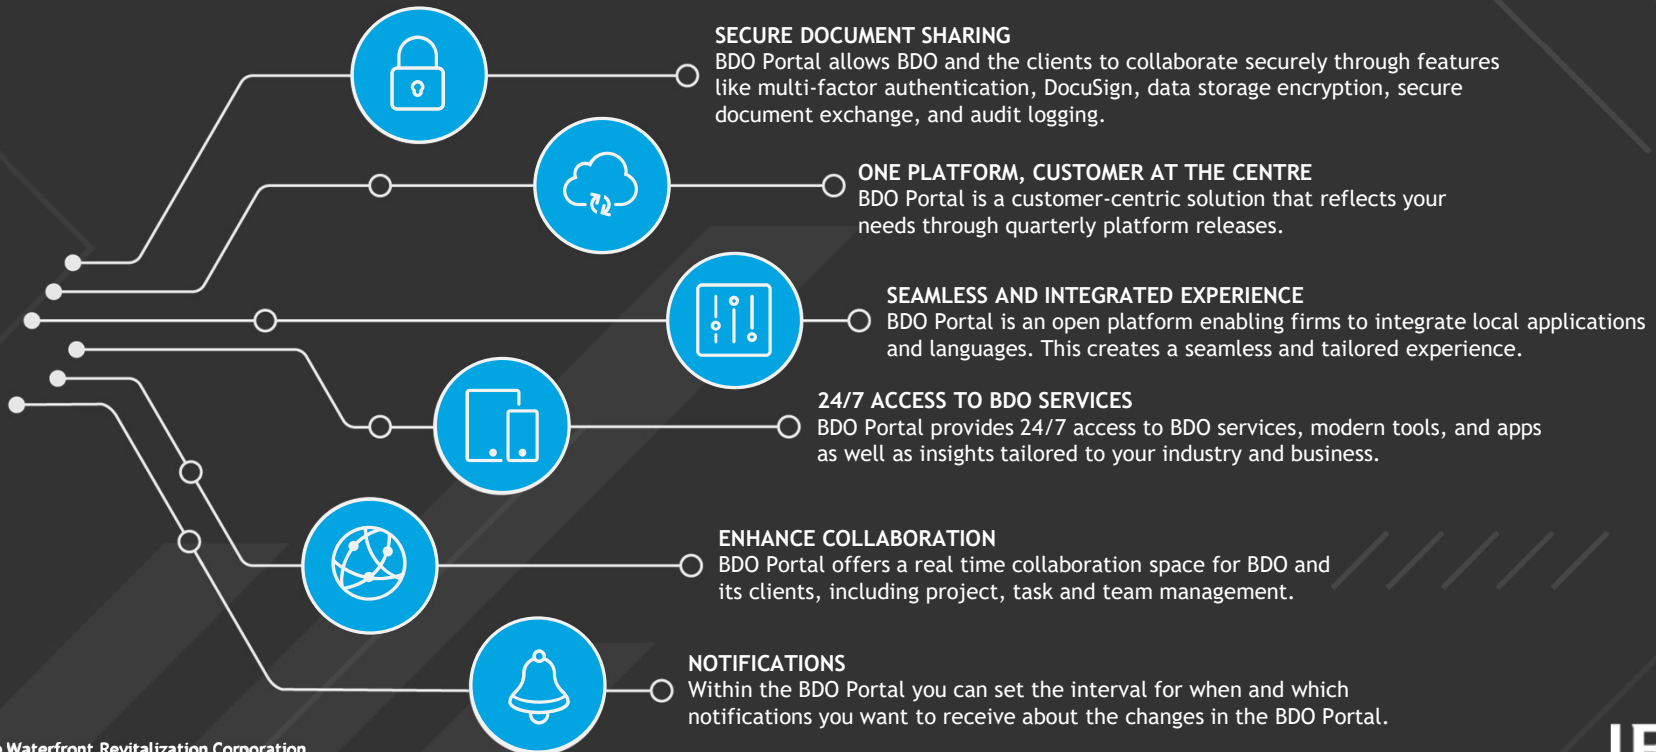 SECURE DOCUMENT SHARING
BDO Portal allows BDO and the clients to collaborate securely through features
like multi-factor authentication, DocuSign, data storage encryption, secure
document exchange, and audit logging.
ONE PLATFORM, CUSTOMER AT THE CENTRE
BDO Portal is a customer-centric solution that reflects your
needs through quarterly platform releases.
SEAMLESS AND INTEGRATED EXPERIENCE
BDO Portal is an open platform enabling firms to integrate local applications
and languages. This creates a seamless and tailored experience.
24/7 ACCESS TO BDO SERVICES
BDO Portal provides 24/7 access to BDO services, modern tools, and apps
as well as insights tailored to your industry and business.
ENHANCE COLLABORATION
BDO Portal offers a real time collaboration space for BDO and
its clients, including project, task and team management.
NOTIFICATIONS
Within the BDO Portal you can set the interval for when and which
notifications you want to receive about the changes in the BDO Portal.
Waterfront Revitalization Corporation